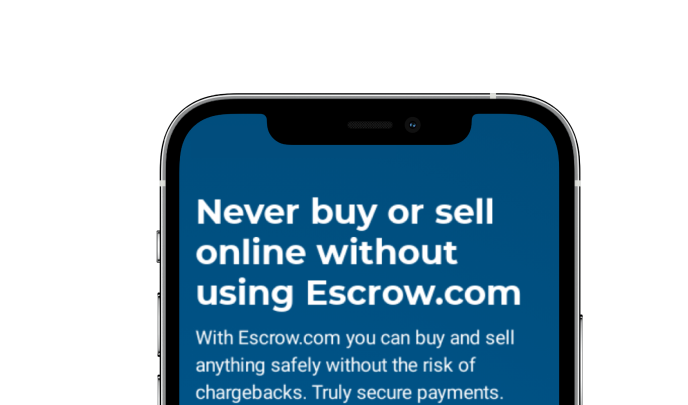 Never buy or sell
online without
using Escrow.com
With Escrow.com you can buy and sell
anything safely without the risk of
chargebacks. Truly secure payments.